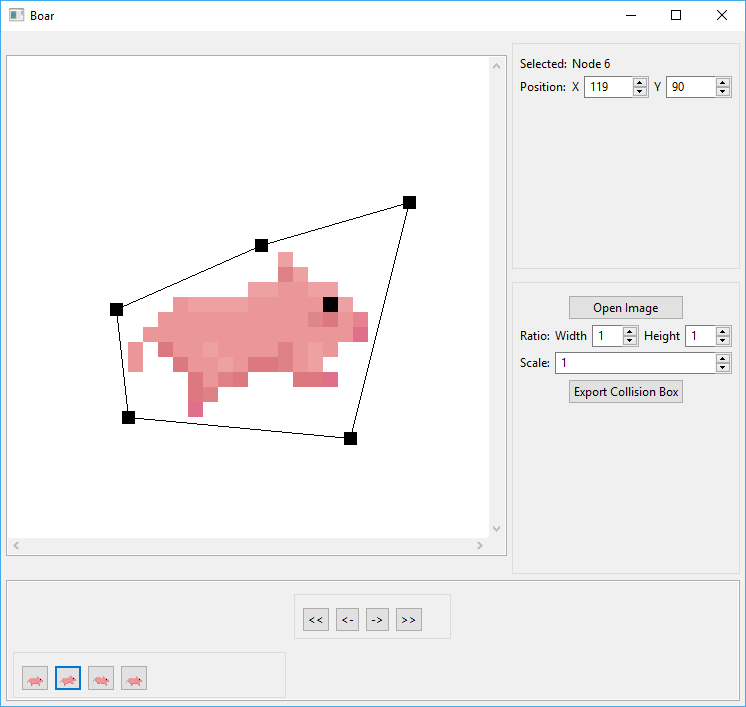 Boar
Selected: Node 6
Position: X 119 Y 90
Open Image
Ratio: Width 1 Height 1
Scale: 1
Export Collision Box
<< <- -> >>